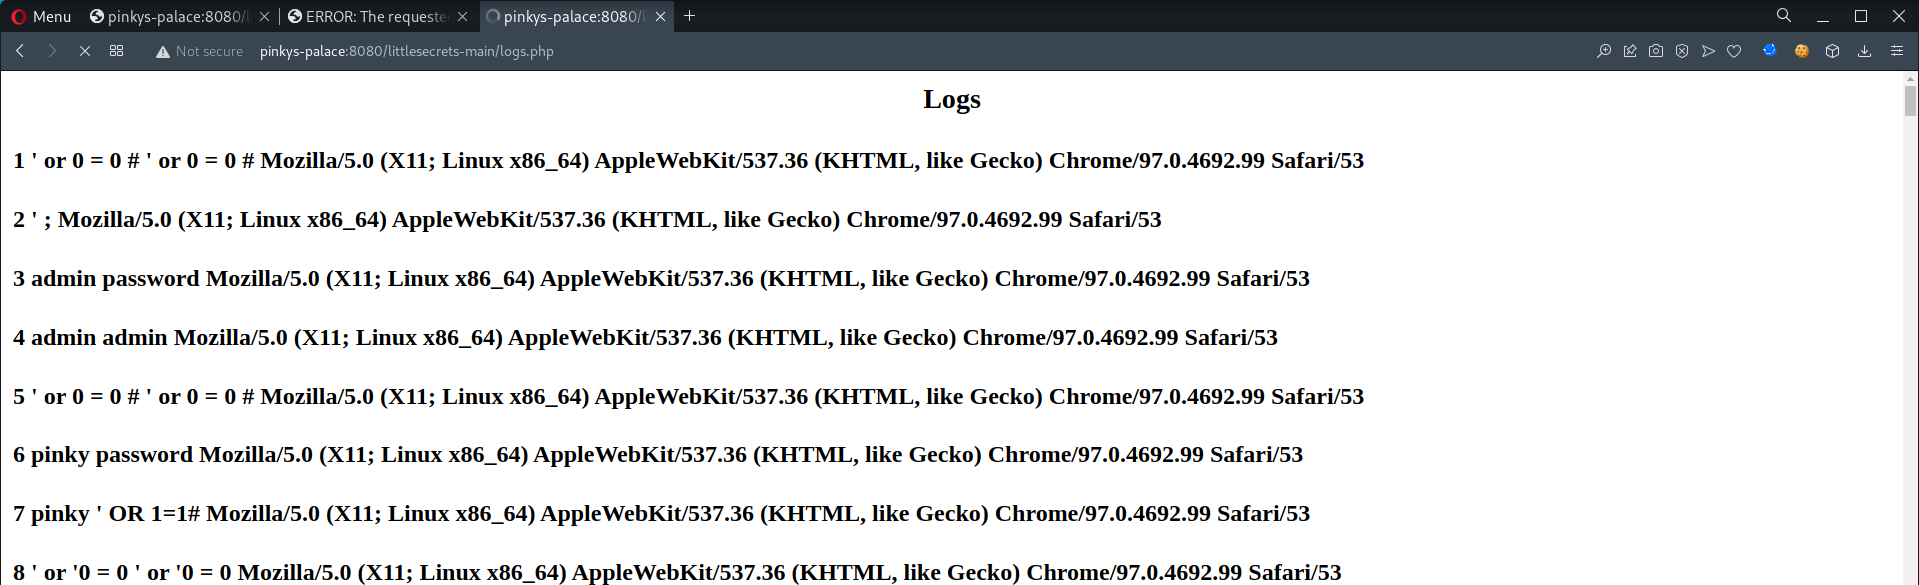 Menu pinkys-palace:8080/l ERROR: The requeste pinkys-palace:8080/l
Not secure pinkys-palace:8080/littlesecrets-main/logs.php
Logs
1 ' or 0 = 0 # ' or 0 = 0 # Mozilla/5.0 (X11; Linux x86_64) AppleWebKit/537.36 (KHTML, like Gecko) Chrome/97.0.4692.99 Safari/53
2 ' ; Mozilla/5.0 (X11; Linux x86_64) AppleWebKit/537.36 (KHTML, like Gecko) Chrome/97.0.4692.99 Safari/53
3 admin password Mozilla/5.0 (X11; Linux x86_64) AppleWebKit/537.36 (KHTML, like Gecko) Chrome/97.0.4692.99 Safari/53
4 admin admin Mozilla/5.0 (X11; Linux x86_64) AppleWebKit/537.36 (KHTML, like Gecko) Chrome/97.0.4692.99 Safari/53
5 ' or 0 = 0 # ' or 0 = 0 # Mozilla/5.0 (X11; Linux x86_64) AppleWebKit/537.36 (KHTML, like Gecko) Chrome/97.0.4692.99 Safari/53
6 pinky password Mozilla/5.0 (X11; Linux x86_64) AppleWebKit/537.36 (KHTML, like Gecko) Chrome/97.0.4692.99 Safari/53
7 pinky ' OR 1=1# Mozilla/5.0 (X11; Linux x86_64) AppleWebKit/537.36 (KHTML, like Gecko) Chrome/97.0.4692.99 Safari/53
8 ' or '0 = 0 ' or '0 = 0 Mozilla/5.0 (X11; Linux x86_64) AppleWebKit/537.36 (KHTML, like Gecko) Chrome/97.0.4692.99 Safari/53